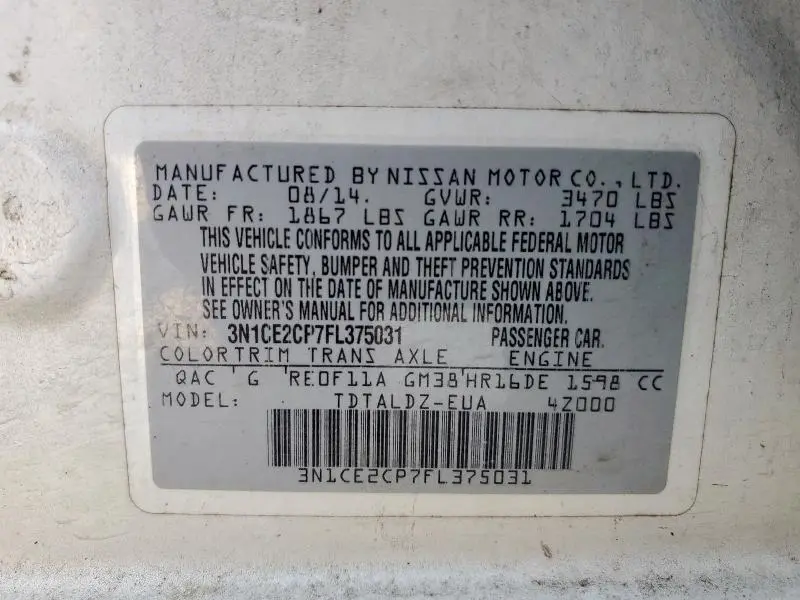 MANUFACTURED BY NISSAN MOTOR CO., LTD.
DATE: 08/14. GVWR: 3470 LBS
GAWR FR: 1867 LBS GAWR RR: 1704 LBS
THIS VEHICLE CONFORMS TO ALL APPLICABLE FEDERAL MOTOR
VEHICLE SAFETY, BUMPER AND THEFT PREVENTION STANDARDS
IN EFFECT ON THE DATE OF MANUFACTURE SHOWN ABOVE.
SEE OWNER'S MANUAL FOR ADDITIONAL INFORMATION.
VIN: 3N1CE2CP7FL375031 PASSENGER CAR.
COLOR TRIM TRANS AXLE ENGINE
QAC G RE0F11A GM38 HR16DE 1598 CC
MODEL: TDTALDZ-EUA 4Z000
3N1CE2CP7FL375031